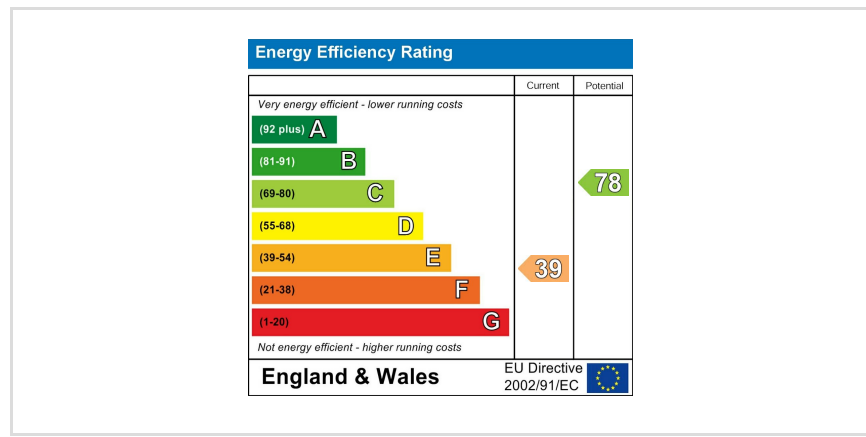 Energy Efficiency Rating
Current Potential
Very energy efficient - lower running costs
(92 plus) A
(81-91) B
(69-80) C
78
(55-68) D
(39-54) E
39
(21-38) F
(1-20) G
Not energy efficient - higher running costs
England & Wales
EU Directive
2002/91/EC